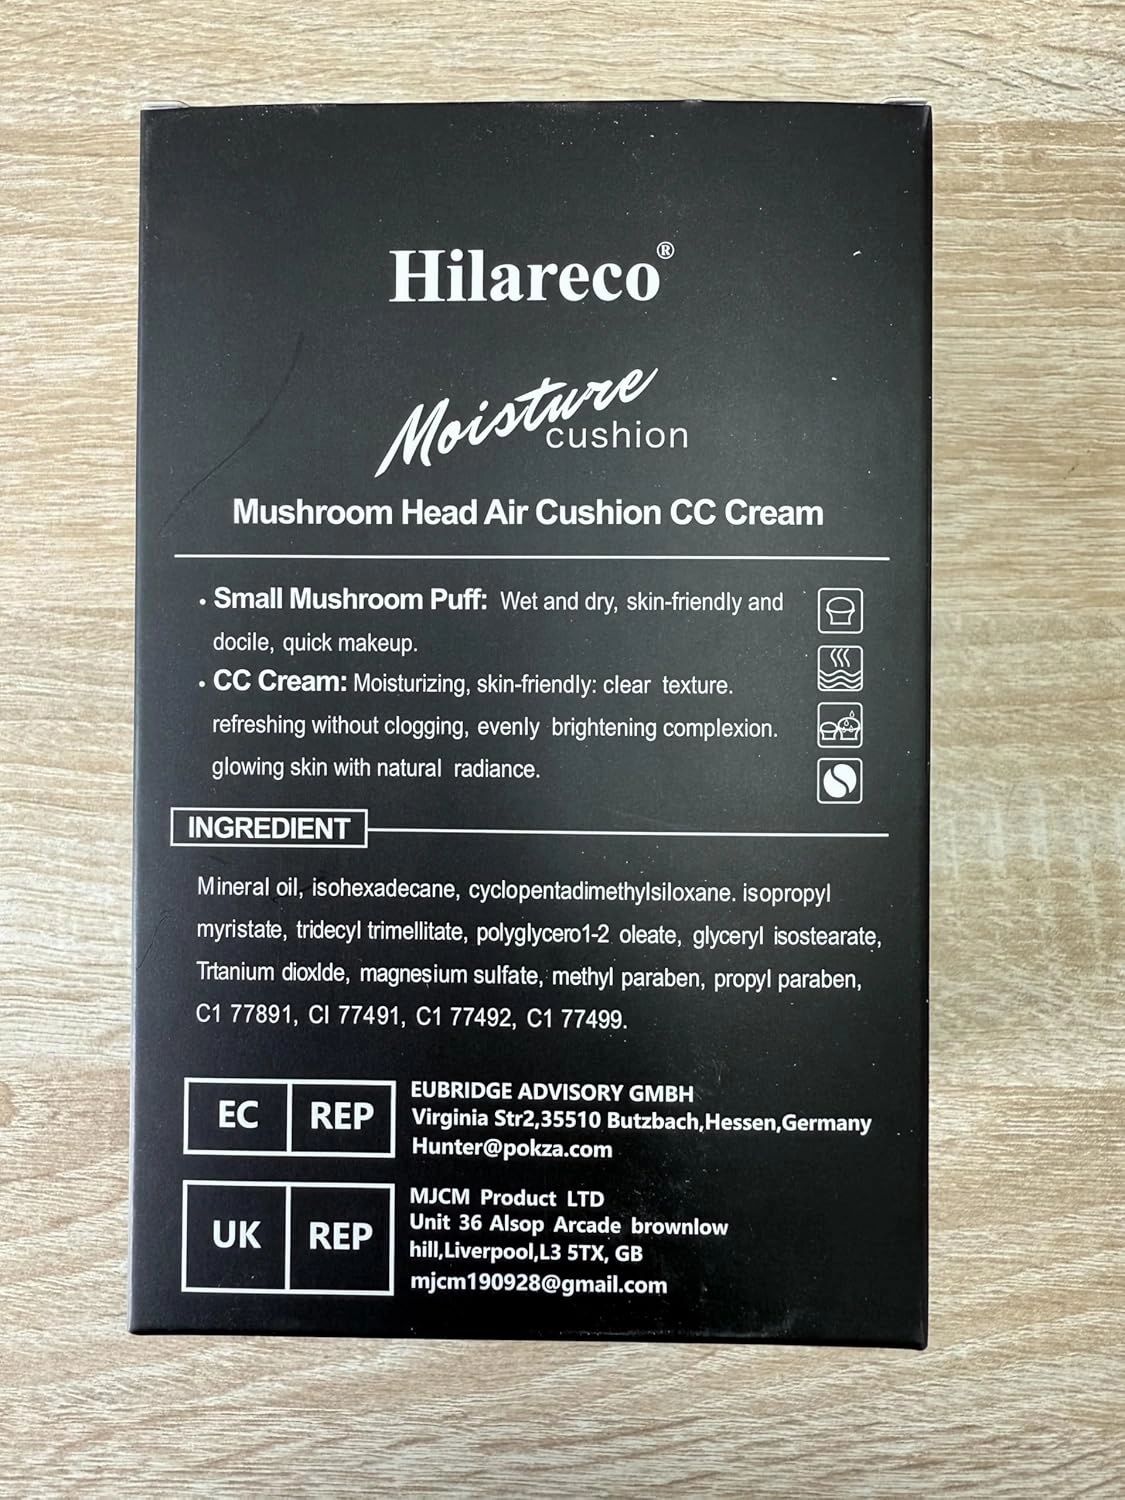 Hilareco®
Moisture
cushion
Mushroom Head Air Cushion CC Cream
• Small Mushroom Puff: Wet and dry, skin-friendly and
docile, quick makeup.
• CC Cream: Moisturizing, skin-friendly: clear texture.
refreshing without clogging, evenly brightening complexion.
glowing skin with natural radiance.
INGREDIENT
Mineral oil, isohexadecane, cyclopentadimethylsiloxane. isopropyl
myristate, tridecyl trimellitate, polyglycero1-2 oleate, glyceryl isostearate,
Trtanium dioxlde, magnesium sulfate, methyl paraben, propyl paraben,
C1 77891, CI 77491, C1 77492, C1 77499.
EC REP
EUBRIDGE ADVISORY GMBH
Virginia Str2,35510 Butzbach,Hessen,Germany
Hunter@pokza.com
UK REP
MJCM Product LTD
Unit 36 Alsop Arcade brownlow
hill,Liverpool,L3 5TX, GB
mjcm190928@gmail.com